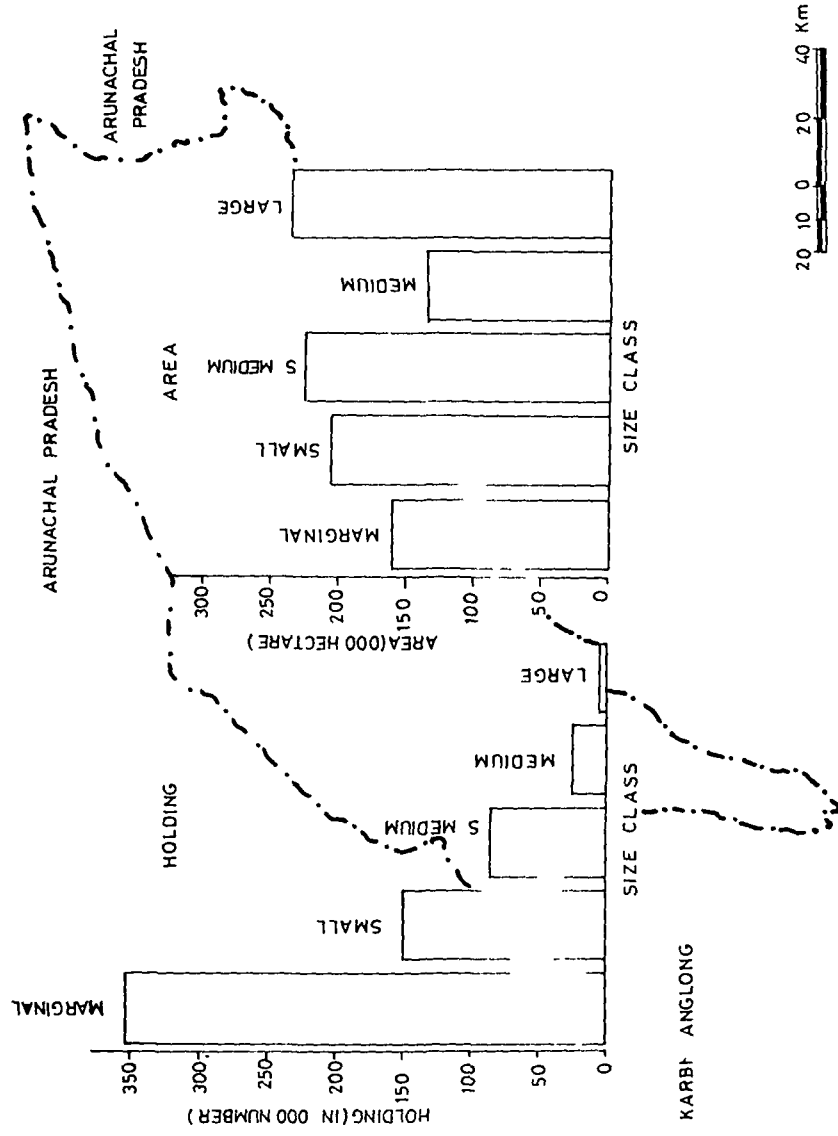 ARUNACHAL
PRADESH
ARUNACHAL PRADESH
AREA
AREA (000 HECTARE)
300
250
200
150
100
50
0
MARGINAL
SMALL
S MEDIUM
MEDIUM
LARGE
SIZE CLASS
HOLDING
HOLDING (IN 000 NUMBER)
350
300
250
200
150
100
50
0
MARGINAL
SMALL
S MEDIUM
MEDIUM
LARGE
SIZE CLASS
KARBI ANGLONG
20 10 0 20 40 Km